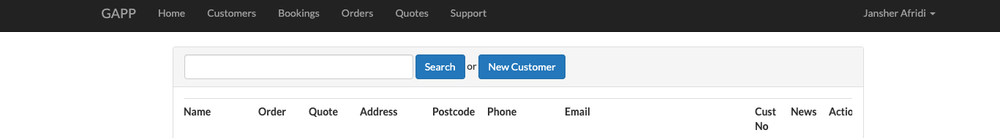 GAPP Home Customers Bookings Orders Quotes Support Jansher Afridi
Search or New Customer
Name Order Quote Address Postcode Phone Email Cust No News Actio